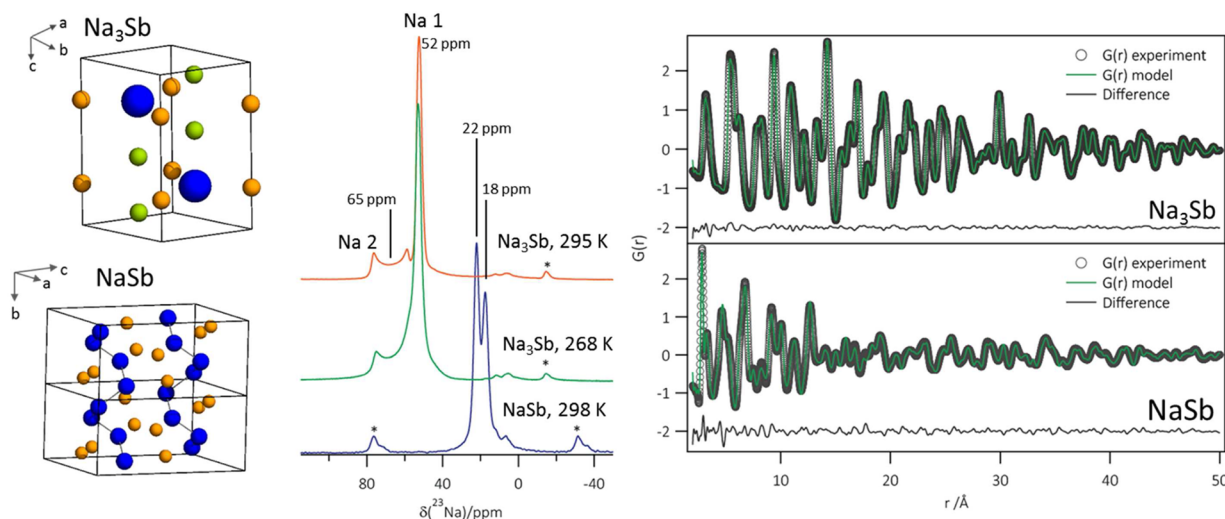 Na₃Sb
a
b
c
NaSb
c
a
b
Na 1
52 ppm
22 ppm
18 ppm
65 ppm
Na 2
Na₃Sb, 295 K
*
Na₃Sb, 268 K
*
NaSb, 298 K
*
*
80
40
0
-40
δ(²³Na)/ppm
G(r)
2
1
0
-1
-2
G(r) experiment
G(r) model
Difference
Na₃Sb
2
1
0
-1
-2
G(r) experiment
G(r) model
Difference
NaSb
10
20
30
40
50
r /Å